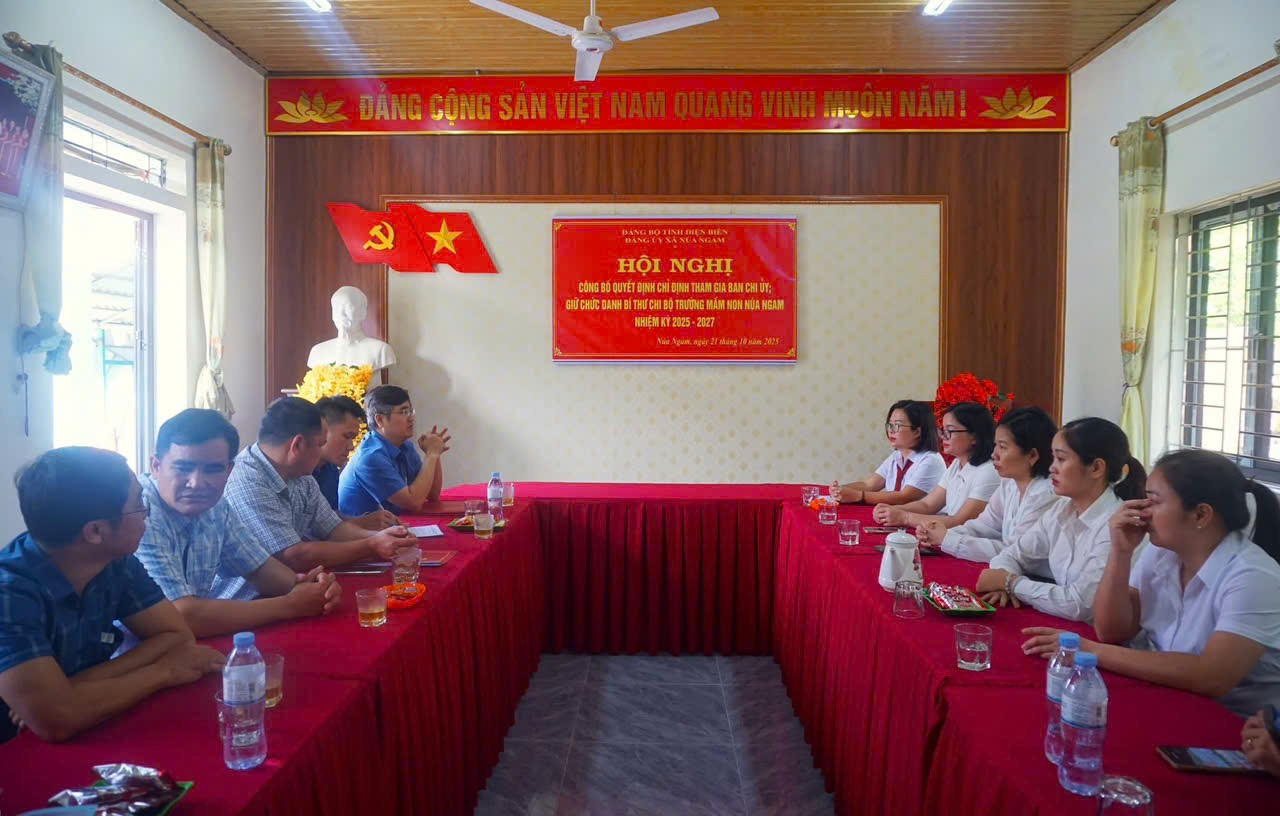 ĐẢNG CỘNG SẢN VIỆT NAM QUANG VINH MUÔN NĂM!
ĐẢNG BỘ TỈNH ĐIỆN BIÊN
ĐẢNG ỦY XÃ NÚA NGAM
HỘI NGHỊ
CÔNG BỐ QUYẾT ĐỊNH CHỈ ĐỊNH THAM GIA BAN CHI ỦY;
GIỮ CHỨC DANH BÍ THƯ CHI BỘ TRƯỜNG MẦM NON NÚA NGAM
NHIỆM KỲ 2025 - 2027
Núa Ngam, ngày 21 tháng 10 năm 2025